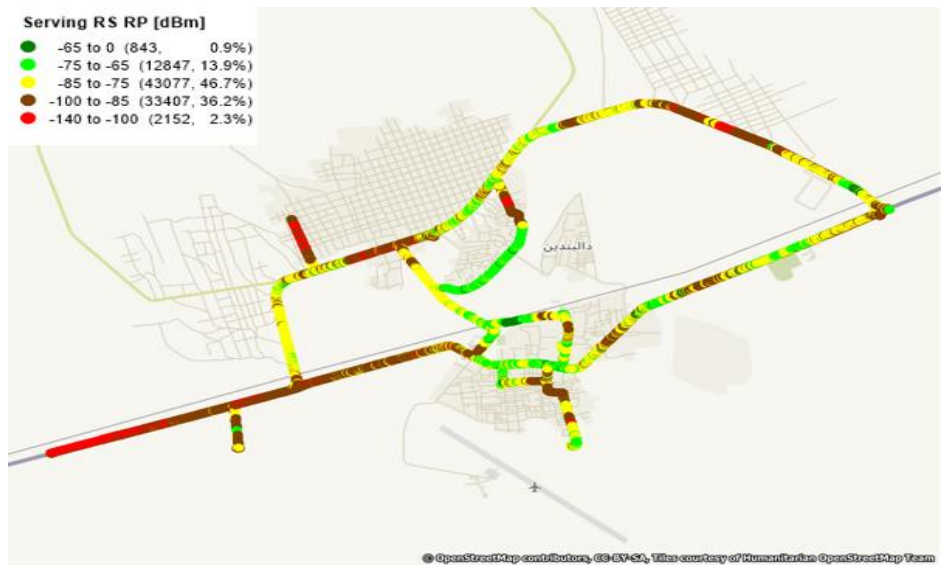 Serving RS RP [dBm]
-65 to 0 (843, 0.9%)
-75 to -65 (12847, 13.9%)
-85 to -75 (43077, 46.7%)
-100 to -85 (33407, 36.2%)
-140 to -100 (2152, 2.3%)
دالبندین
© OpenStreetMap contributors, CC-BY-SA, Tiles courtesy of Humanitarian OpenStreetMap Team